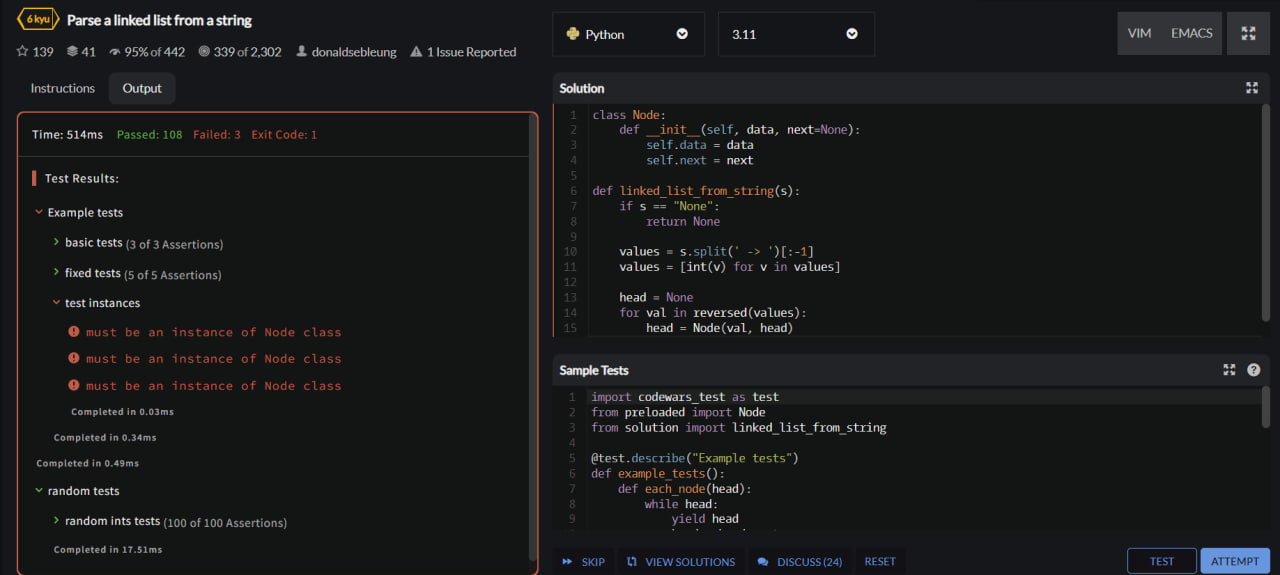 6 kyu Parse a linked list from a string
139 41 95% of 442 339 of 2,302 donaldsebleung 1 Issue Reported
Instructions Output
Time: 514ms Passed: 108 Failed: 3 Exit Code: 1
Test Results:
Example tests
basic tests (3 of 3 Assertions)
fixed tests (5 of 5 Assertions)
test instances
must be an instance of Node class
must be an instance of Node class
must be an instance of Node class
Completed in 0.03ms
Completed in 0.34ms
Completed in 0.49ms
random tests
random ints tests (100 of 100 Assertions)
Completed in 17.51ms
Python 3.11 VIM EMACS
Solution
1 class Node:
2 def __init__(self, data, next=None):
3 self.data = data
4 self.next = next
5
6 def linked_list_from_string(s):
7 if s == "None":
8 return None
9
10 values = s.split(' -> ')[:-1]
11 values = [int(v) for v in values]
12
13 head = None
14 for val in reversed(values):
15 head = Node(val, head)
Sample Tests
1 import codewars_test as test
2 from preloaded import Node
3 from solution import linked_list_from_string
4
5 @test.describe("Example tests")
6 def example_tests():
7 def each_node(head):
8 while head:
9 yield head
SKIP VIEW SOLUTIONS DISCUSS (24) RESET TEST ATTEMPT